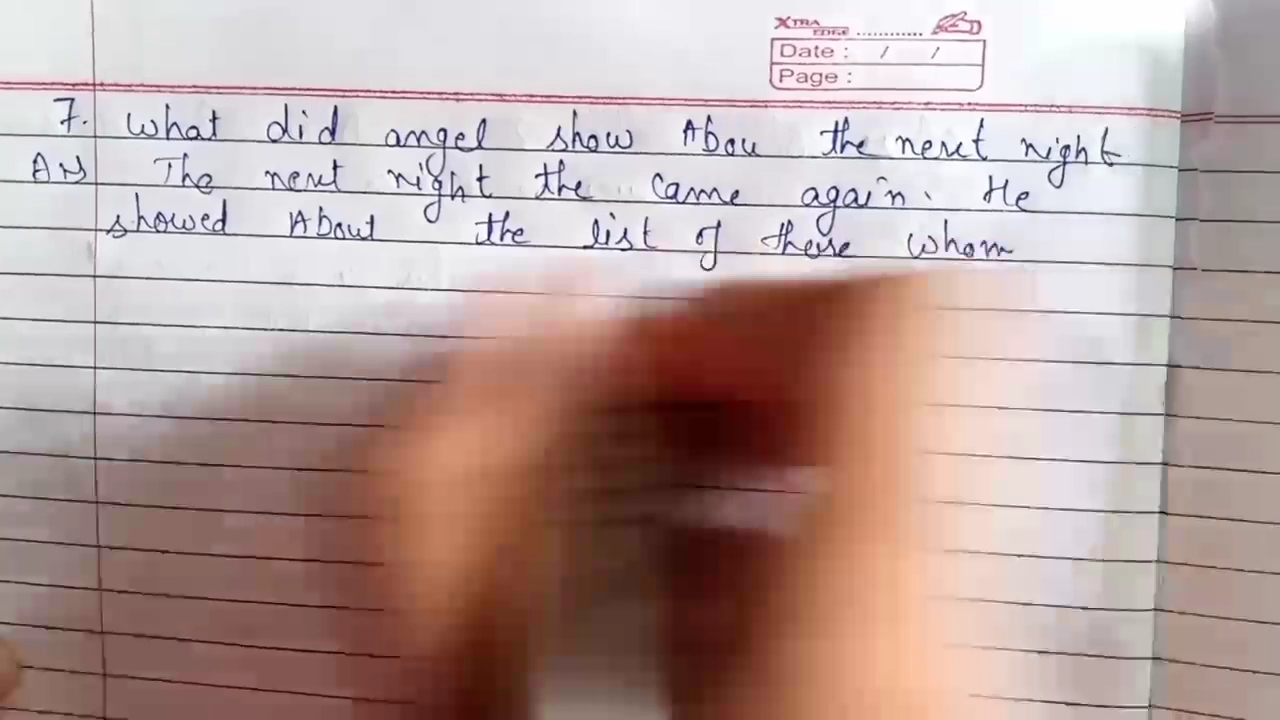 XTRA EDGE ............
Date : / /
Page :
7. What did angel show Abou the next night
Ans The next night the came again. He
showed About the list of those whom